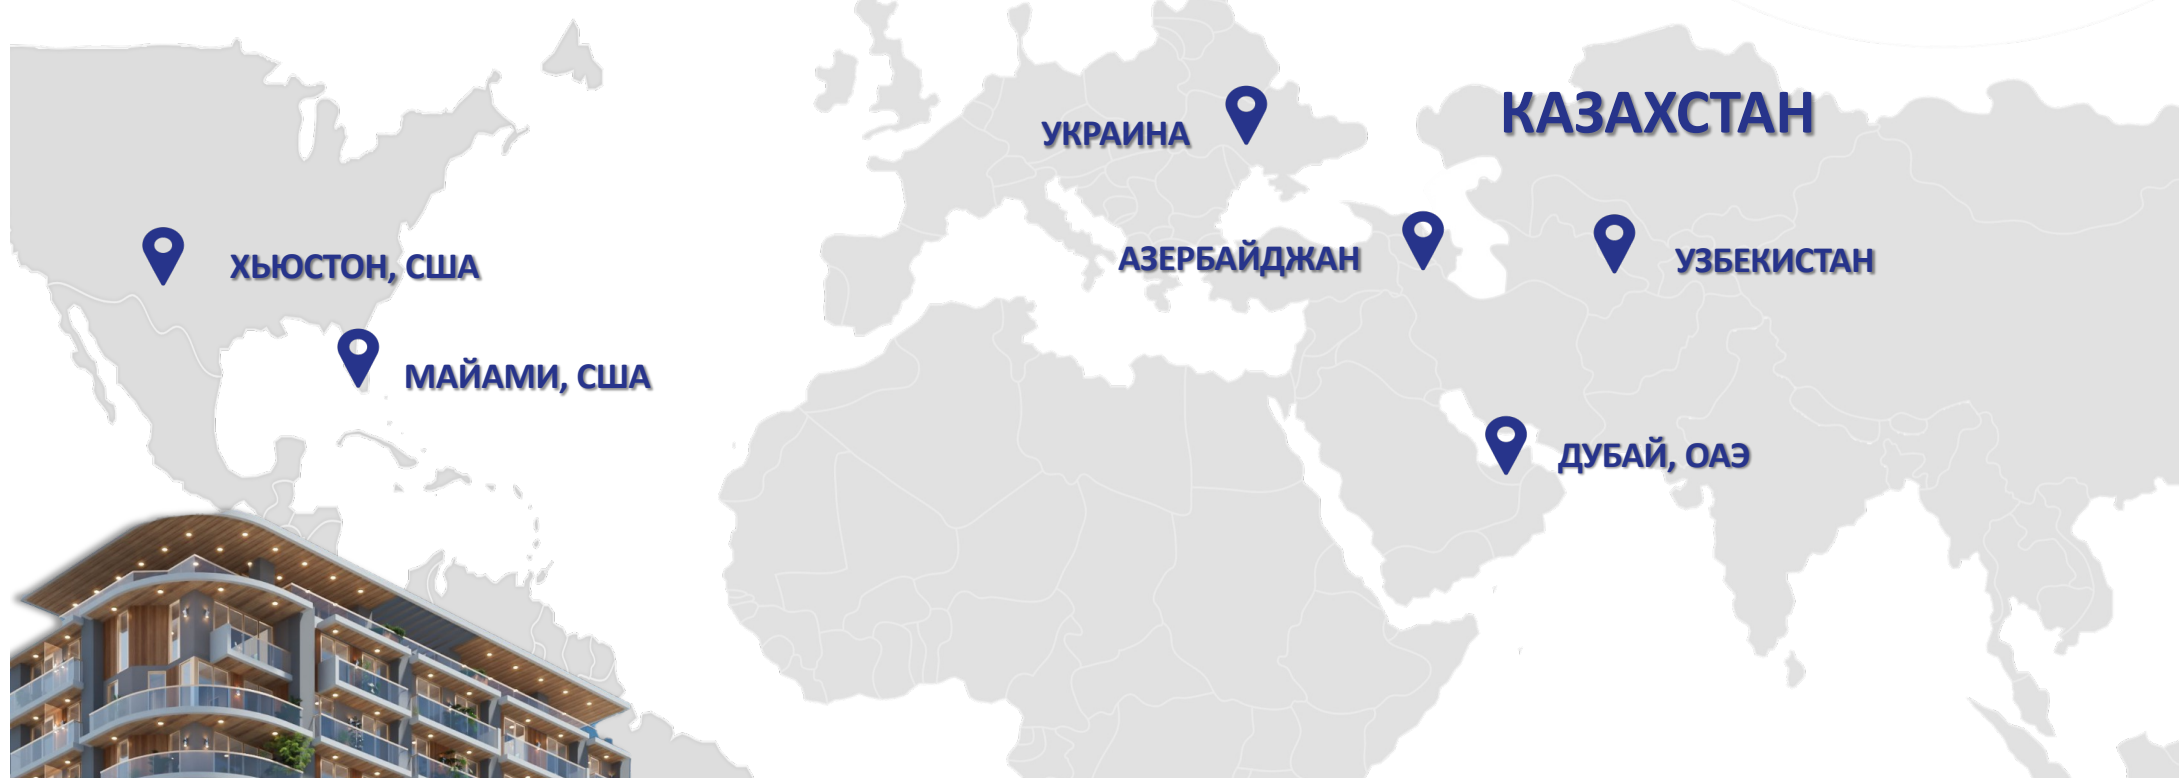 КАЗАХСТАН
УКРАИНА
АЗЕРБАЙДЖАН
УЗБЕКИСТАН
ХЬЮСТОН, США
МАЙАМИ, США
ДУБАЙ, ОАЭ